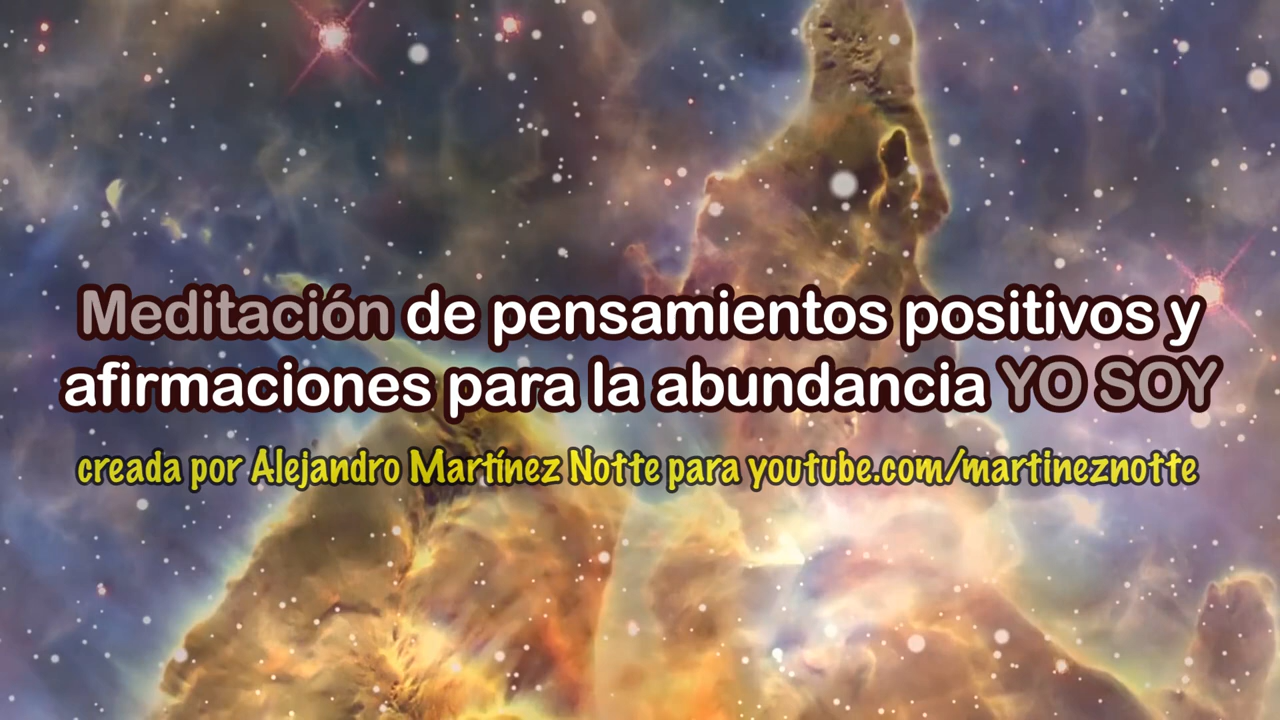 Meditación de pensamientos positivos y
afirmaciones para la abundancia YO SOY
creada por Alejandro Martínez Notte para youtube.com/martineznotte